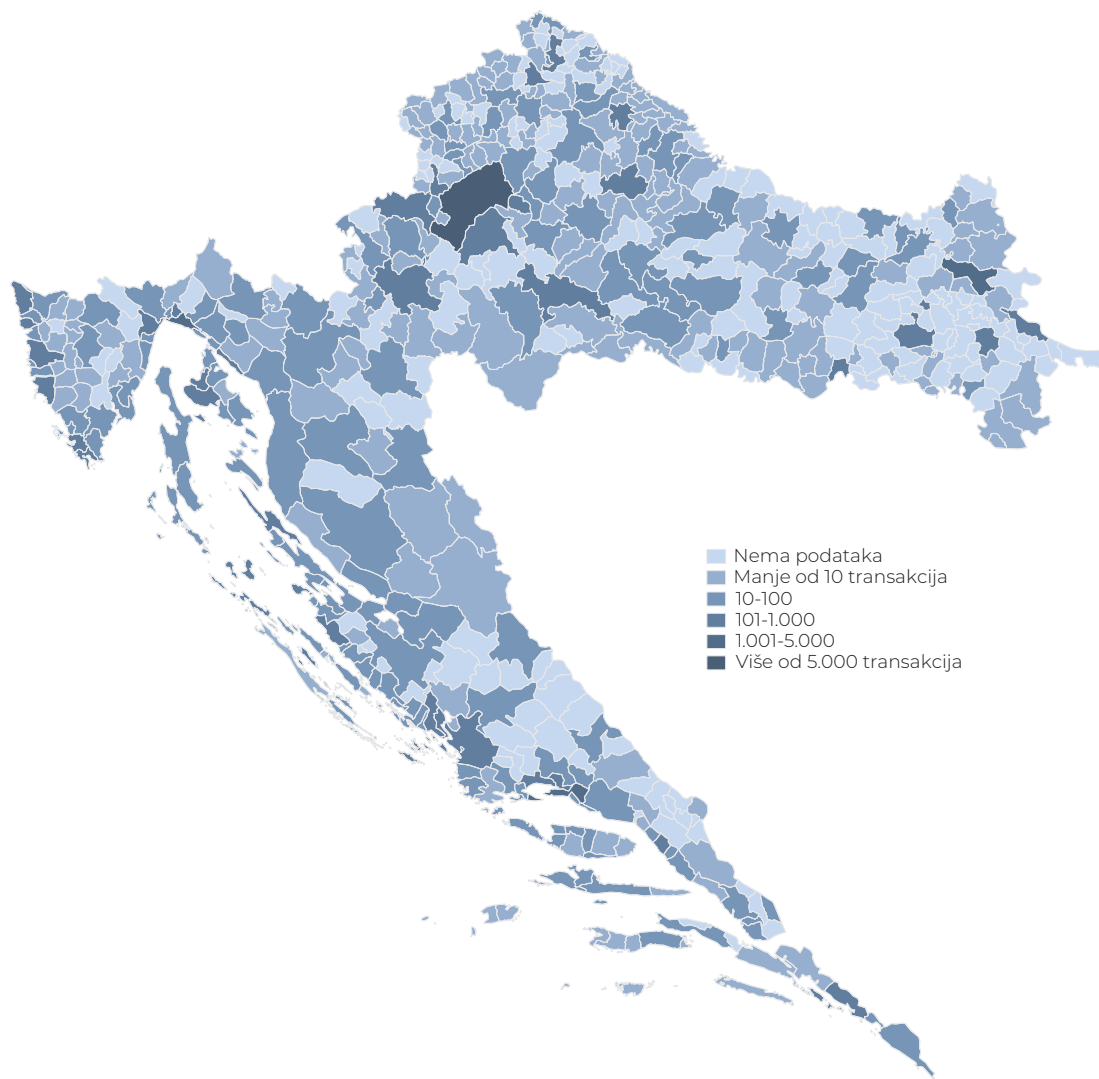 Nema podataka
Manje od 10 transakcija
10-100
101-1.000
1.001-5.000
Više od 5.000 transakcija